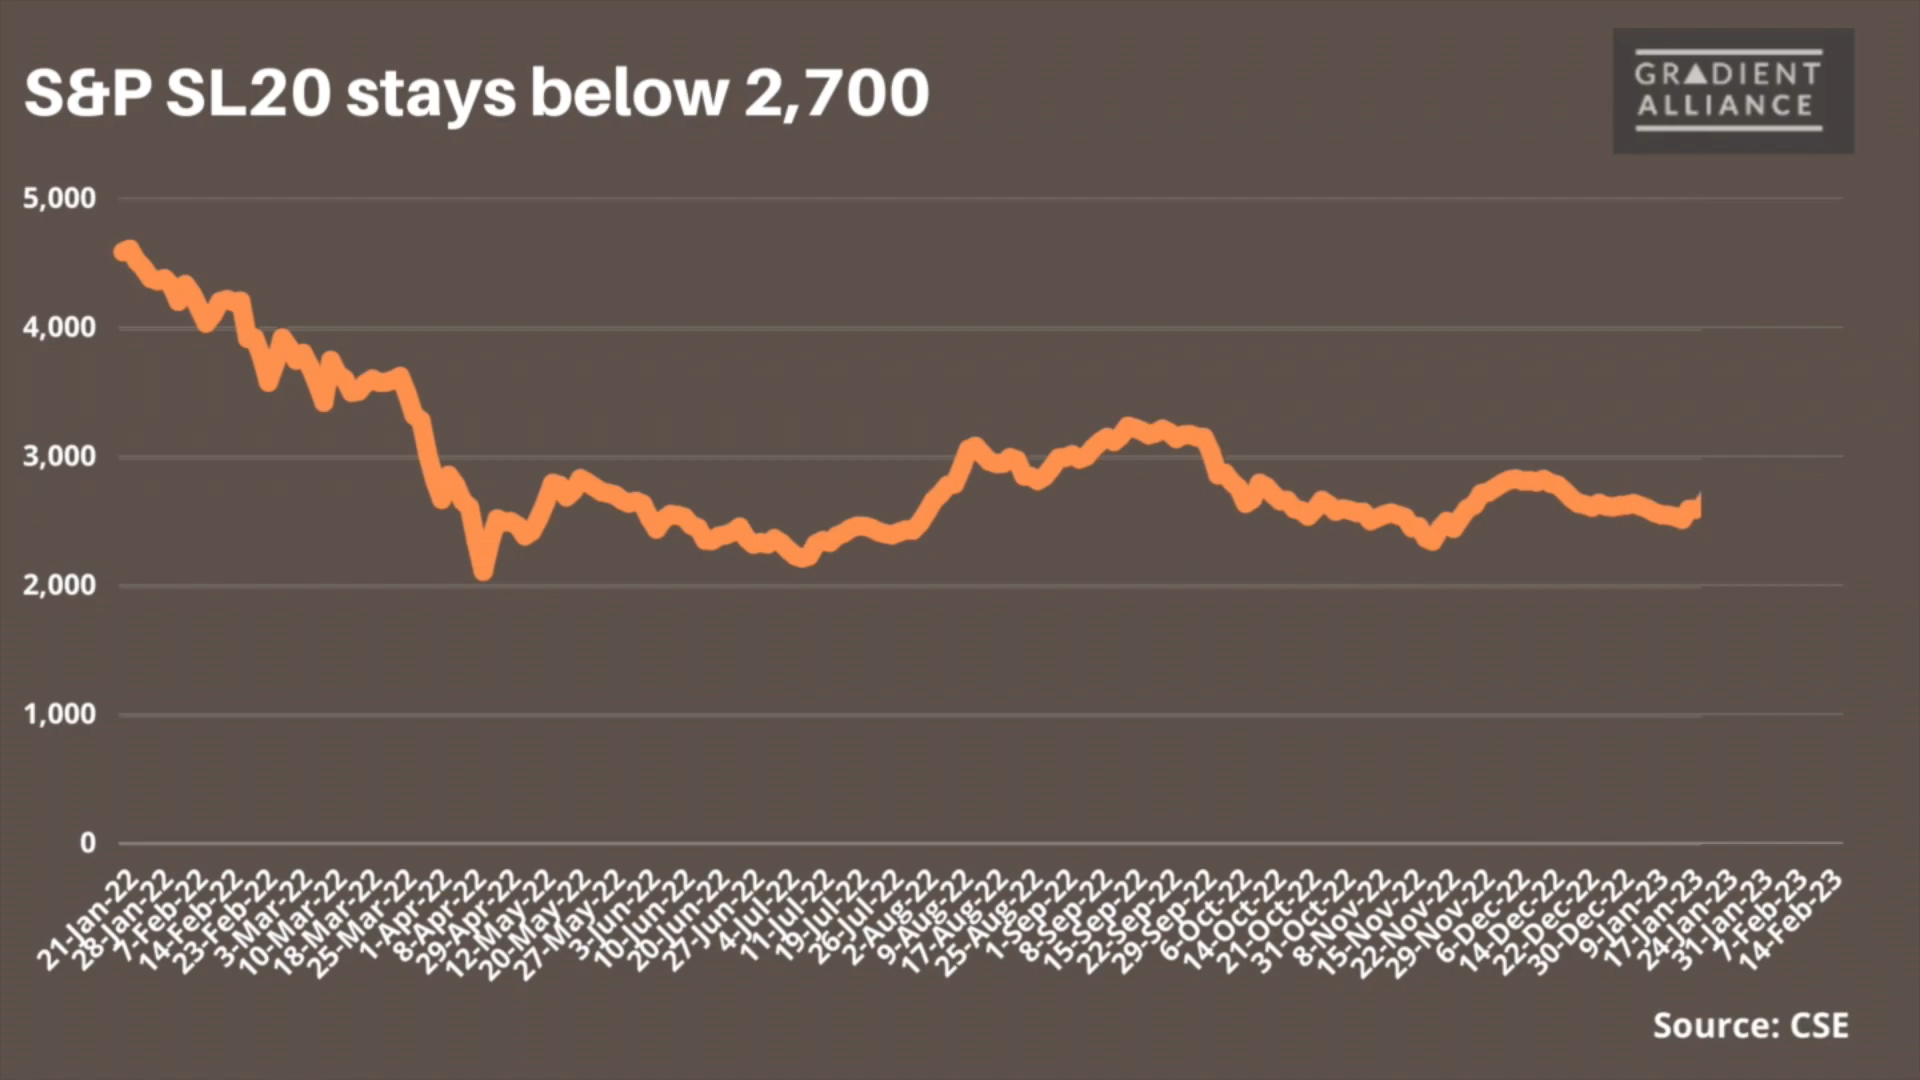 S&P SL20 stays below 2,700
GRADIENT
ALLIANCE
5,000
4,000
3,000
2,000
1,000
0
21-Jan-22
28-Jan-22
7-Feb-22
14-Feb-22
23-Feb-22
3-Mar-22
10-Mar-22
18-Mar-22
25-Mar-22
1-Apr-22
8-Apr-22
29-Apr-22
12-May-22
20-May-22
27-May-22
3-Jun-22
10-Jun-22
20-Jun-22
27-Jun-22
4-Jul-22
11-Jul-22
19-Jul-22
26-Jul-22
2-Aug-22
9-Aug-22
17-Aug-22
25-Aug-22
1-Sep-22
8-Sep-22
15-Sep-22
22-Sep-22
29-Sep-22
6-Oct-22
14-Oct-22
21-Oct-22
31-Oct-22
8-Nov-22
15-Nov-22
22-Nov-22
29-Nov-22
6-Dec-22
14-Dec-22
22-Dec-22
30-Dec-22
9-Jan-23
17-Jan-23
24-Jan-23
31-Jan-23
7-Feb-23
14-Feb-23
Source: CSE